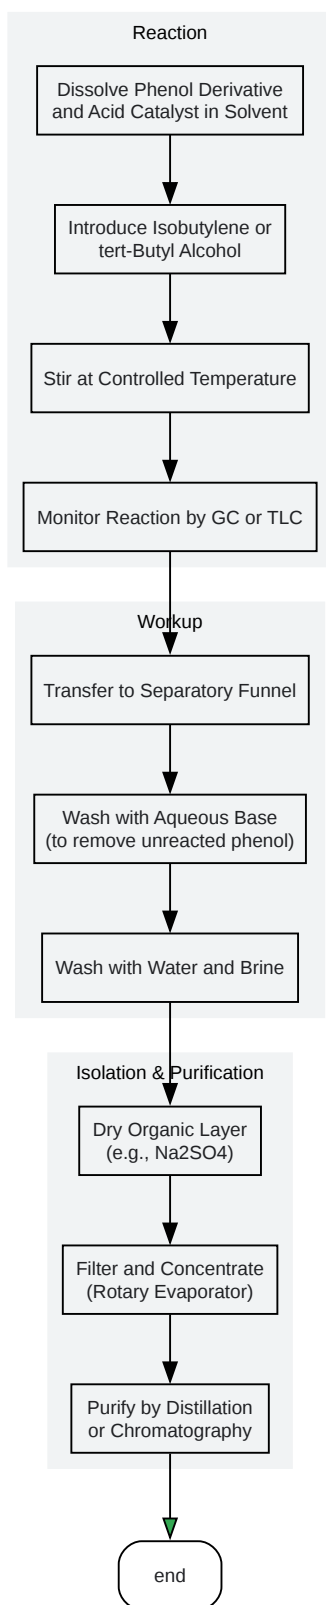 Reaction
Dissolve Phenol Derivative
and Acid Catalyst in Solvent
Introduce Isobutylene or
tert-Butyl Alcohol
Stir at Controlled Temperature
Monitor Reaction by GC or TLC
Workup
Transfer to Separatory Funnel
Wash with Aqueous Base
(to remove unreacted phenol)
Wash with Water and Brine
Isolation & Purification
Dry Organic Layer
(e.g., Na2SO4)
Filter and Concentrate
(Rotary Evaporator)
Purify by Distillation
or Chromatography
end